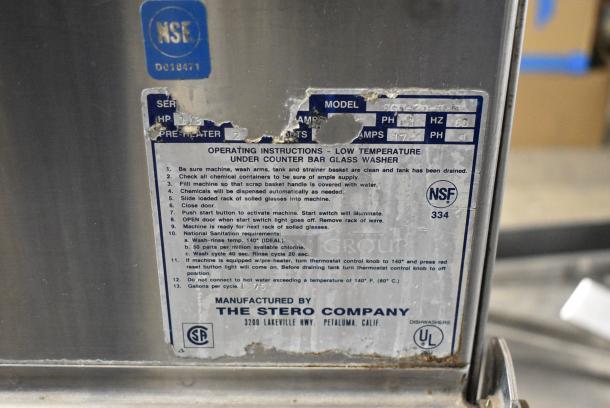 NSF
D018471
SER
MODEL
HP
AMP
PH
HZ 60
PRE-HEATER
TS
AMPS
PH
OPERATING INSTRUCTIONS - LOW TEMPERATURE
UNDER COUNTER BAR GLASS WASHER
1. Be sure machine, wash arms, tank and strainer basket are clean and tank has been drained.
2. Check all chemical containers to be sure of ample supply.
3. Fill machine so that scrap basket handle is covered with water.
4. Chemicals will be dispensed automatically as needed.
5. Slide loaded rack of soiled glasses into machine.
6. Close door.
7. Push start button to activate machine. Start switch will illuminate.
8. OPEN door when start switch light goes off. Remove rack of ware.
9. Machine is ready for next rack of soiled glasses.
10. National Sanitation requirements:
a. Wash-rinse temp. 140° (IDEAL).
b. 50 parts per million available chlorine.
c. Wash cycle 40 sec. Rinse cycle 20 sec.
11. If machine is equipped w/pre-heater, turn thermostat control knob to 140° and press red
reset button light will come on. Before draining tank turn thermostat control knob to off
position.
12. Do not connect to hot water exceeding a temperature of 140° F. (60° C.)
13. Gallons per cycle.
NSF
334
GROUP
MANUFACTURED BY
THE STERO COMPANY
3200 LAKEVILLE HWY. PETALUMA, CALIF.
DISHWASHERS
UL